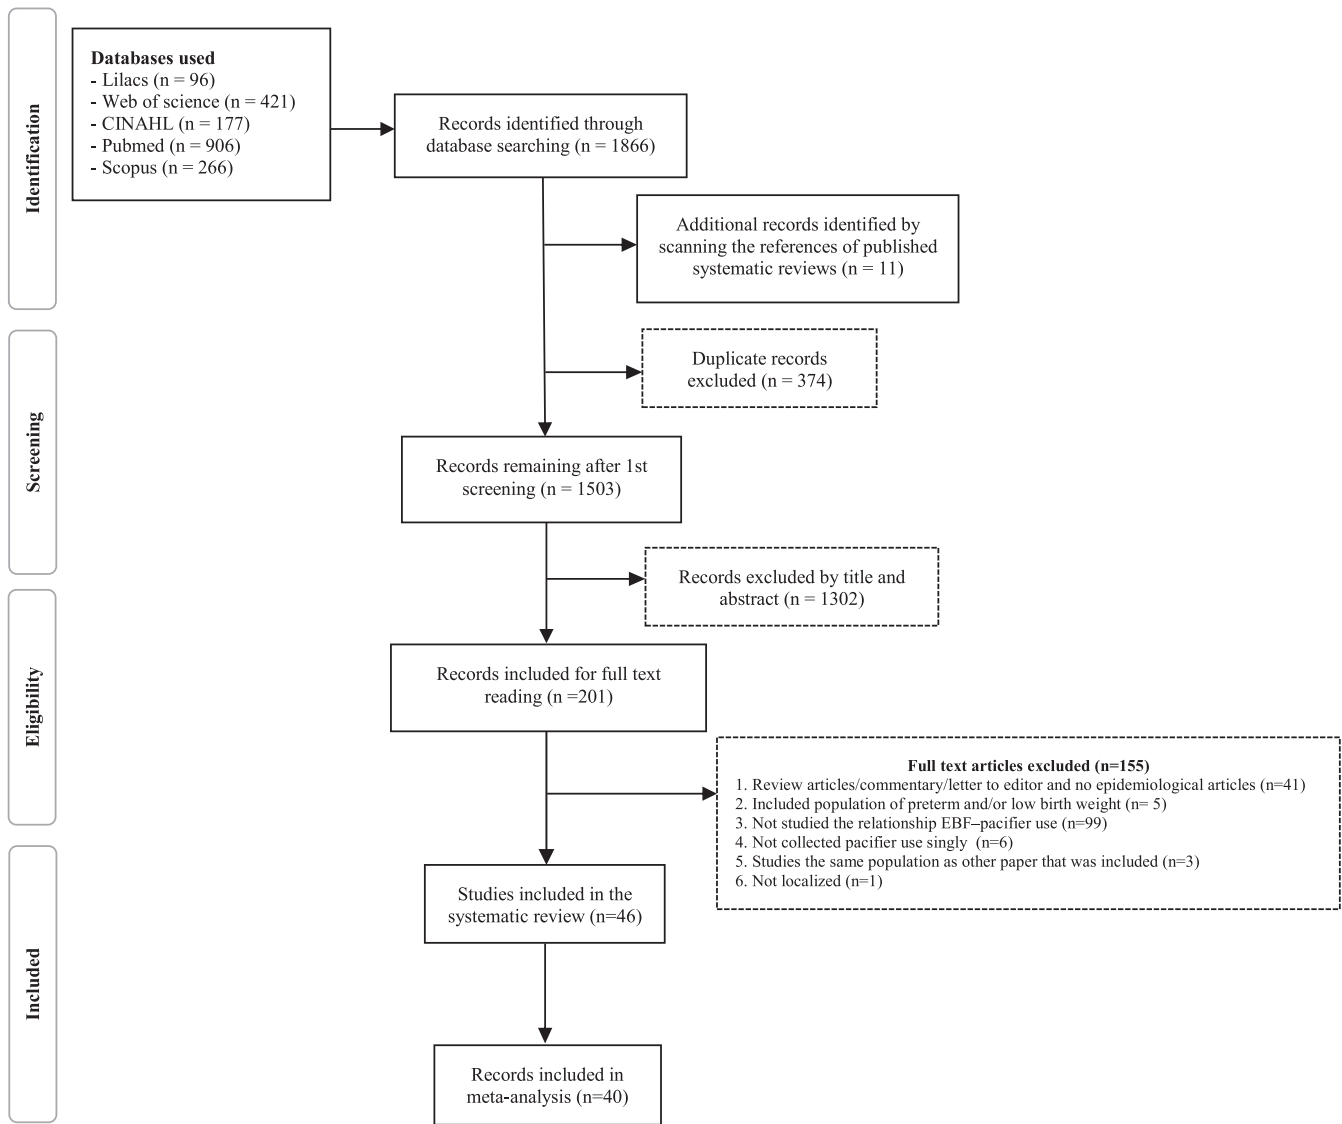 Identification
Databases used
- Lilacs (n = 96)
- Web of science (n = 421)
- CINAHL (n = 177)
- Pubmed (n = 906)
- Scopus (n = 266)
Records identified through
database searching (n = 1866)
Additional records identified by
scanning the references of published
systematic reviews (n = 11)
Screening
Duplicate records
excluded (n = 374)
Records remaining after 1st
screening (n = 1503)
Records excluded by title and
abstract (n = 1302)
Eligibility
Records included for full text
reading (n =201)
Full text articles excluded (n=155)
1. Review articles/commentary/letter to editor and no epidemiological articles (n=41)
2. Included population of preterm and/or low birth weight (n= 5)
3. Not studied the relationship EBF–pacifier use (n=99)
4. Not collected pacifier use singly (n=6)
5. Studies the same population as other paper that was included (n=3)
6. Not localized (n=1)
Included
Studies included in the
systematic review (n=46)
Records included in
meta-analysis (n=40)